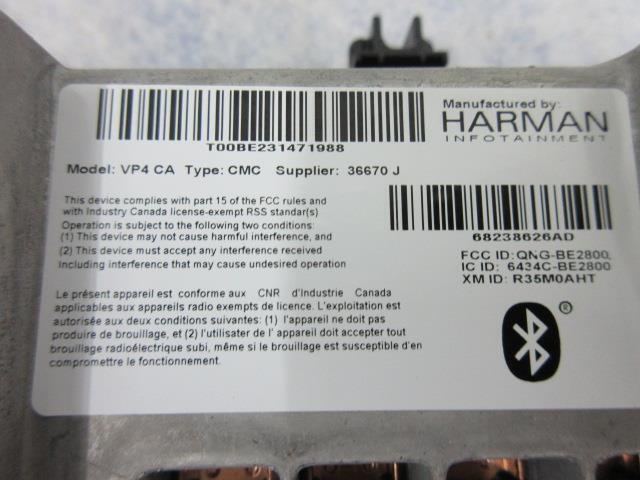 Manufactured by:
HARMAN
INFOTAINMENT
T00BE231471988
Model: VP4 CA Type: CMC Supplier: 36670 J
68238626AD
This device complies with part 15 of the FCC rules and
with Industry Canada license-exempt RSS standar(s)
Operation is subject to the following two conditions:
(1) This device may not cause harmful interference, and
(2) This device must accept any interference received
Including interference that may cause undesired operation
FCC ID: QNG-BE2800,
IC ID: 6434C-BE2800
XM ID: R35M0AHT
Le présent appareil est conforme aux CNR d'Industrie Canada
applicables aux appareils radio exempts de licence. L'exploitation est
autorisée aux deux conditions suivantes: (1) l'appareil ne doit pas
produire de brouillage, et (2) l'utilisateur de l' appareil doit accepter tout
brouillage radioélectrique subi, même si le brouillage est susceptible d'en
compromettre le fonctionnement.
®